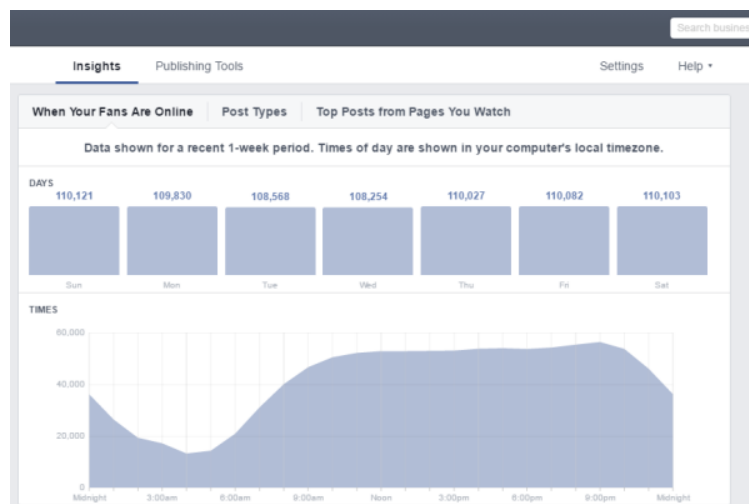 Search busines
Insights Publishing Tools Settings Help
When Your Fans Are Online Post Types Top Posts from Pages You Watch
Data shown for a recent 1-week period. Times of day are shown in your computer's local timezone.
DAYS
110,121 109,830 108,568 108,254 110,027 110,082 110,103
Sun Mon Tue Wed Thu Fri Sat
TIMES
60,000
40,000
20,000
0
Midnight 3:00am 6:00am 9:00am Noon 3:00pm 6:00pm 9:00pm Midnight